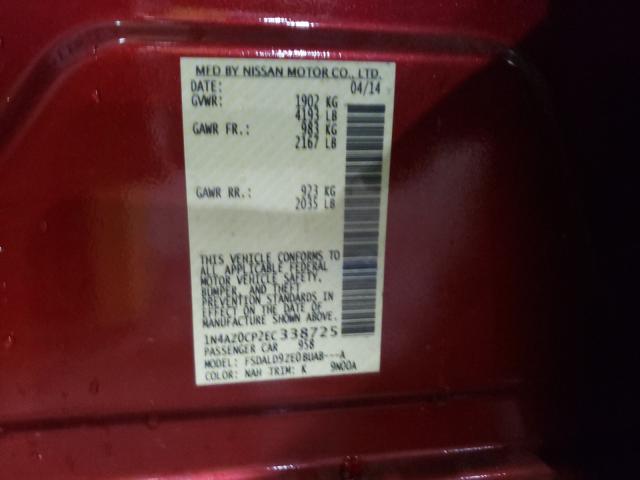 MFD BY NISSAN MOTOR CO., LTD.
DATE: 04/14
GVWR: 1902 KG
4193 LB
GAWR FR.: 983 KG
2167 LB
GAWR RR.: 923 KG
2035 LB
THIS VEHICLE CONFORMS TO
ALL APPLICABLE FEDERAL
MOTOR VEHICLE SAFETY,
BUMPER, AND THEFT
PREVENTION STANDARDS IN
EFFECT ON THE DATE OF
MANUFACTURE SHOWN ABOVE.
1N4AZ0CP2EC338725
PASSENGER CAR 958
MODEL: FSDALD9ZE0BUAB---A
COLOR: NAH TRIM: K 9N00A